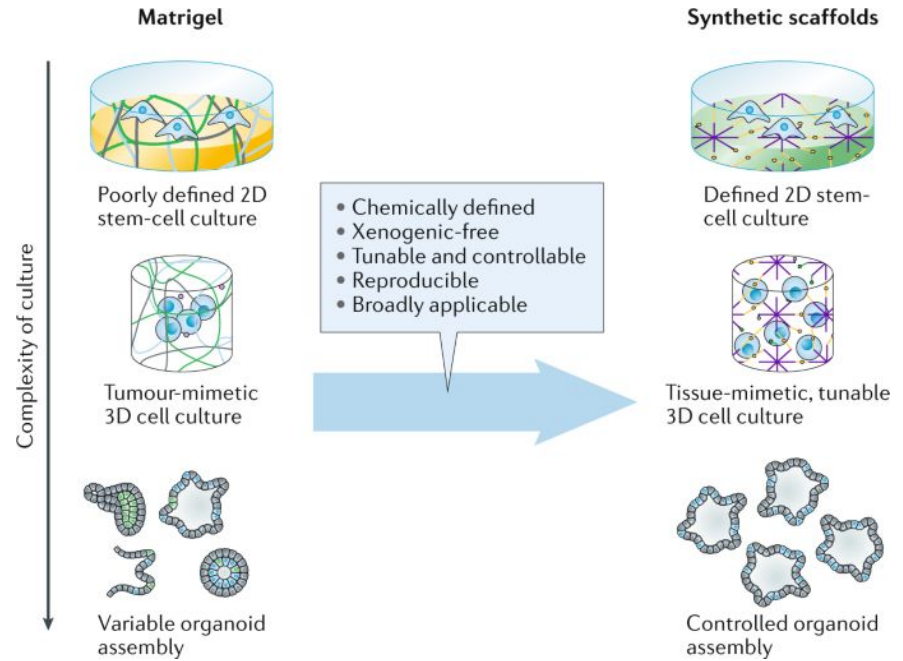 Matrigel
Synthetic scaffolds
Complexity of culture
Poorly defined 2D
stem-cell culture
• Chemically defined
• Xenogenic-free
• Tunable and controllable
• Reproducible
• Broadly applicable
Defined 2D stem-
cell culture
Tumour-mimetic
3D cell culture
Tissue-mimetic, tunable
3D cell culture
Variable organoid
assembly
Controlled organoid
assembly